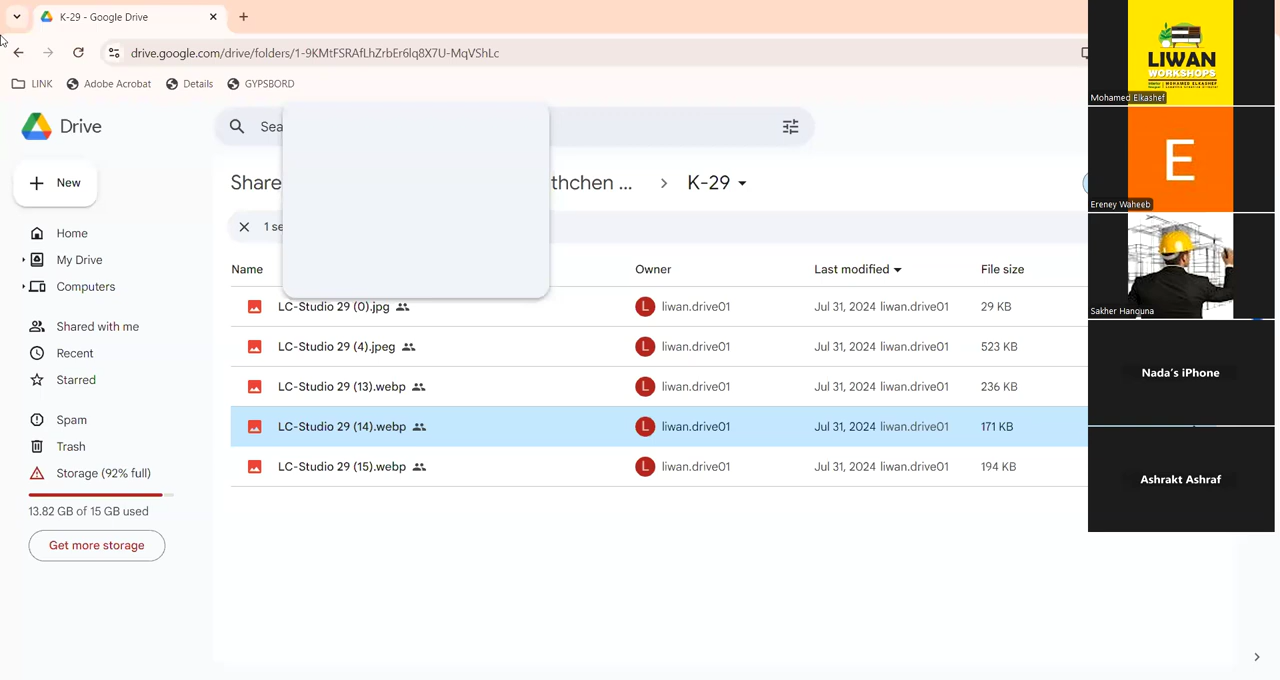 K-29 - Google Drive
drive.google.com/drive/folders/1-9KMtFSRAfLhZrbEr6lq8X7U-MqVShLc
LINK
Adobe Acrobat
Details
GYPSBORD
Drive
Sea
New
Share
thchen ...
K-29
1 se
Home
My Drive
Computers
Shared with me
Recent
Starred
Spam
Trash
Storage (92% full)
13.82 GB of 15 GB used
Get more storage
Name Owner Last modified File size
LC-Studio 29 (0).jpg L liwan.drive01 Jul 31, 2024 liwan.drive01 29 KB
LC-Studio 29 (4).jpeg L liwan.drive01 Jul 31, 2024 liwan.drive01 523 KB
LC-Studio 29 (13).webp L liwan.drive01 Jul 31, 2024 liwan.drive01 236 KB
LC-Studio 29 (14).webp L liwan.drive01 Jul 31, 2024 liwan.drive01 171 KB
LC-Studio 29 (15).webp L liwan.drive01 Jul 31, 2024 liwan.drive01 194 KB
LIWAN
WORKSHOPS
Mohamed Elkashef
E
Ereney Waheeb
Sakher Hanouna
Nada's iPhone
Ashrakt Ashraf